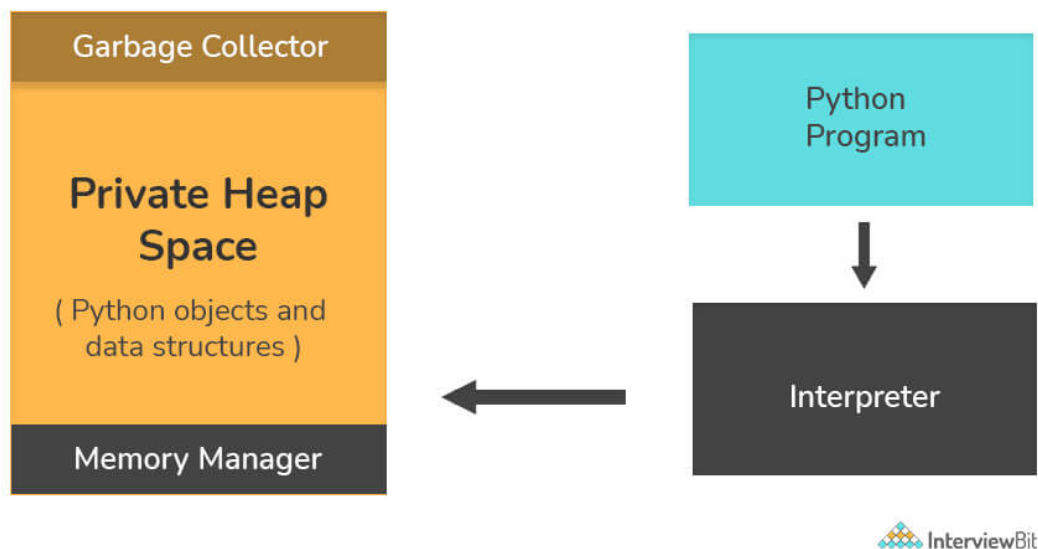 Garbage Collector
Private Heap
Space
( Python objects and
data structures )
Memory Manager
Python
Program
Interpreter
InterviewBit